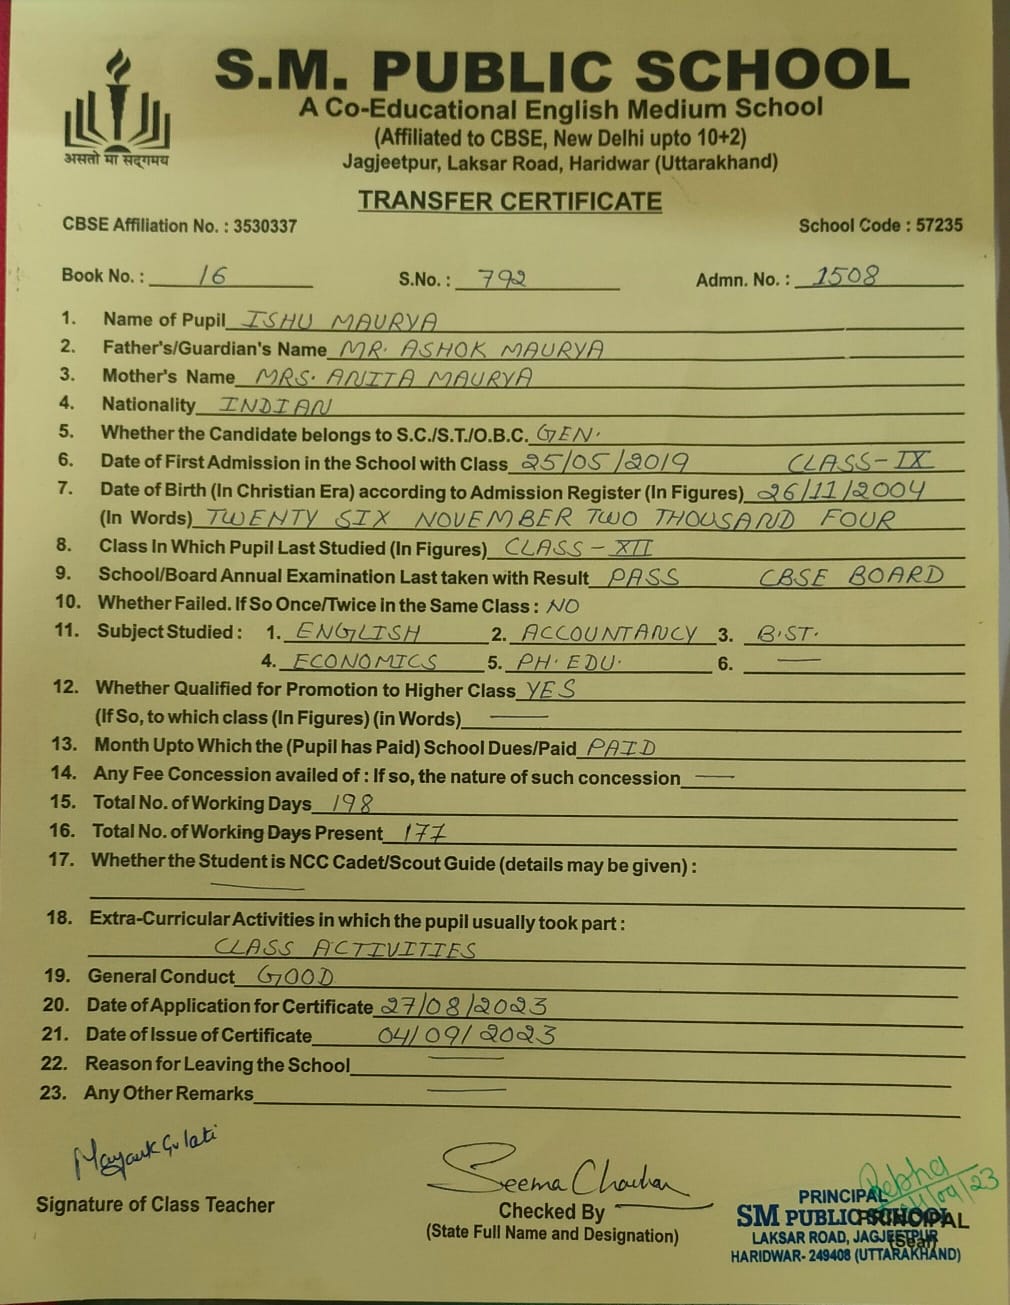 S.M. PUBLIC SCHOOL
A Co-Educational English Medium School
(Affiliated to CBSE, New Delhi upto 10+2)
असतो मा सद्गमय
Jagjeetpur, Laksar Road, Haridwar (Uttarakhand)
TRANSFER CERTIFICATE
CBSE Affiliation No. : 3530337 School Code : 57235
Book No. : 16 S.No. : 792 Admn. No. : 1508
1. Name of Pupil ISHU MAURYA
2. Father's/Guardian's Name MR. ASHOK MAURYA
3. Mother's Name MRS. ANITA MAURYA
4. Nationality INDIAN
5. Whether the Candidate belongs to S.C./S.T./O.B.C. GEN.
6. Date of First Admission in the School with Class 25/05/2019 CLASS-IX
7. Date of Birth (In Christian Era) according to Admission Register (In Figures) 26/11/2004
(In Words) TWENTY SIX NOVEMBER TWO THOUSAND FOUR
8. Class In Which Pupil Last Studied (In Figures) CLASS-XII
9. School/Board Annual Examination Last taken with Result PASS CBSE BOARD
10. Whether Failed. If So Once/Twice in the Same Class : NO
11. Subject Studied : 1. ENGLISH 2. ACCOUNTANCY 3. B.ST.
4. ECONOMICS 5. PH. EDU. 6. —
12. Whether Qualified for Promotion to Higher Class YES
(If So, to which class (In Figures) (in Words) —
13. Month Upto Which the (Pupil has Paid) School Dues/Paid PAID
14. Any Fee Concession availed of : If so, the nature of such concession —
15. Total No. of Working Days 198
16. Total No. of Working Days Present 177
17. Whether the Student is NCC Cadet/Scout Guide (details may be given) :
—
18. Extra-Curricular Activities in which the pupil usually took part :
CLASS ACTIVITIES
19. General Conduct GOOD
20. Date of Application for Certificate 27/08/2023
21. Date of Issue of Certificate 04/09/2023
22. Reason for Leaving the School —
23. Any Other Remarks —
Mayank Gulati
Signature of Class Teacher
Seema Chauhan
Checked By
(State Full Name and Designation)
PRINCIPAL
SM PUBLIC SCHOOL
PRINCIPAL
(Seal)
LAKSAR ROAD, JAGJEETPUR
HARIDWAR- 249408 (UTTARAKHAND)